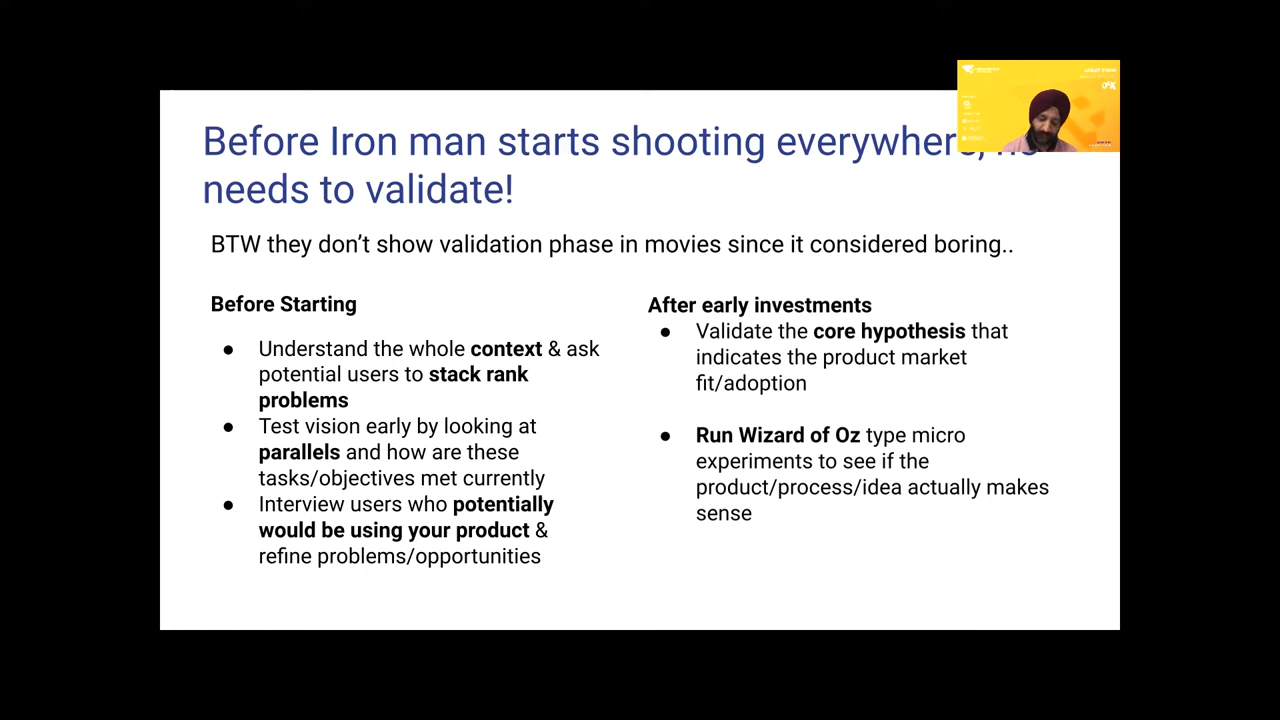 Before Iron man starts shooting everywhere,
needs to validate!
BTW they don’t show validation phase in movies since it considered boring..
Before Starting
● Understand the whole context & ask
potential users to stack rank
problems
● Test vision early by looking at
parallels and how are these
tasks/objectives met currently
● Interview users who potentially
would be using your product &
refine problems/opportunities
After early investments
● Validate the core hypothesis that
indicates the product market
fit/adoption
● Run Wizard of Oz type micro
experiments to see if the
product/process/idea actually makes
sense